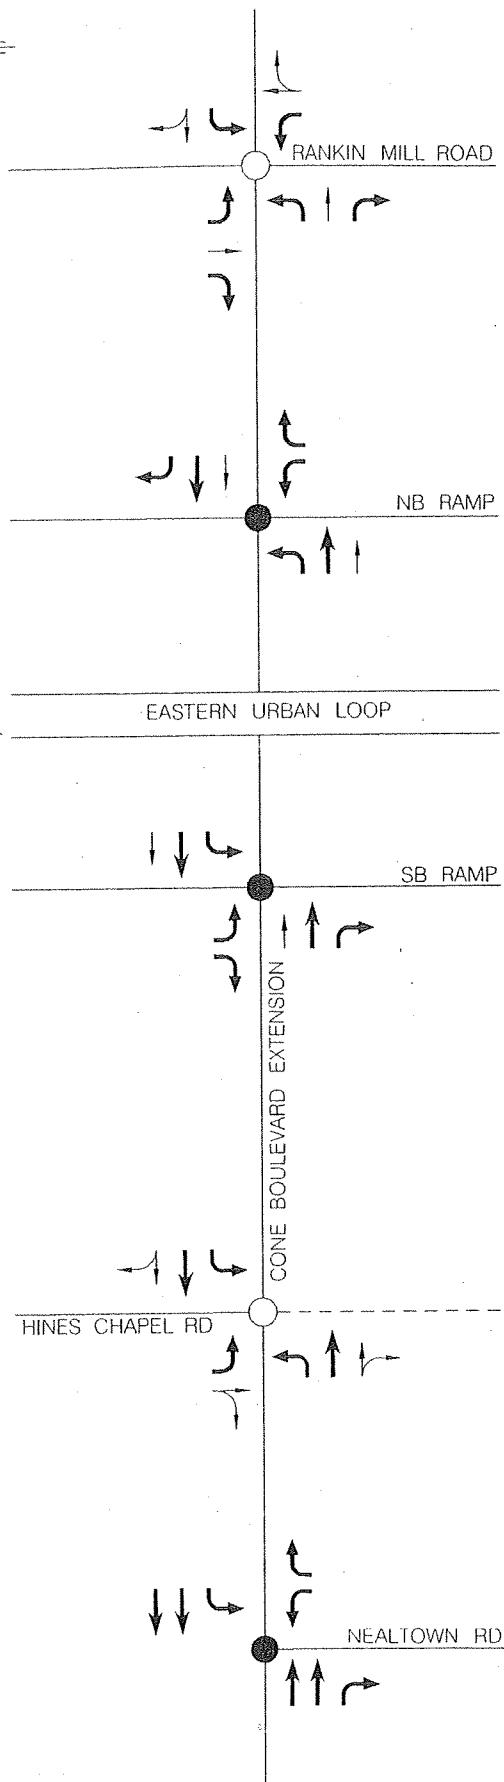 RANKIN MILL ROAD
NB RAMP
EASTERN URBAN LOOP
SB RAMP
CONE BOULEVARD EXTENSION
HINES CHAPEL RD
NEALTOWN RD